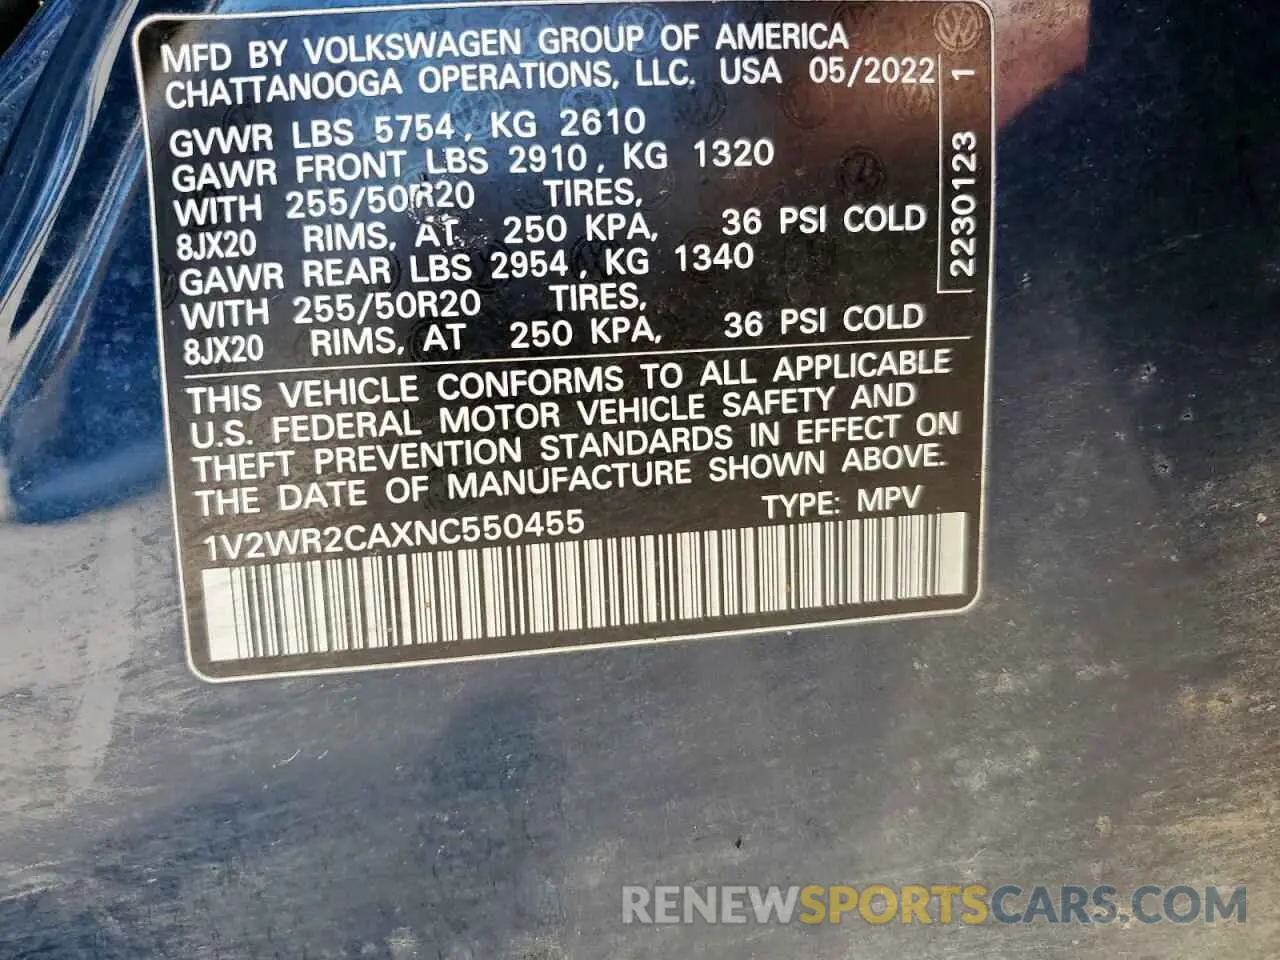 MFD BY VOLKSWAGEN GROUP OF AMERICA
CHATTANOOGA OPERATIONS, LLC. USA 05/2022
GVWR LBS 5754, KG 2610
GAWR FRONT LBS 2910, KG 1320
WITH 255/50R20 TIRES,
8JX20 RIMS, AT 250 KPA, 36 PSI COLD
GAWR REAR LBS 2954, KG 1340
WITH 255/50R20 TIRES,
8JX20 RIMS, AT 250 KPA, 36 PSI COLD
2230123 1
THIS VEHICLE CONFORMS TO ALL APPLICABLE
U.S. FEDERAL MOTOR VEHICLE SAFETY AND
THEFT PREVENTION STANDARDS IN EFFECT ON
THE DATE OF MANUFACTURE SHOWN ABOVE.
1V2WR2CAXNC550455 TYPE: MPV
RENEWSPORTSCARS.COM